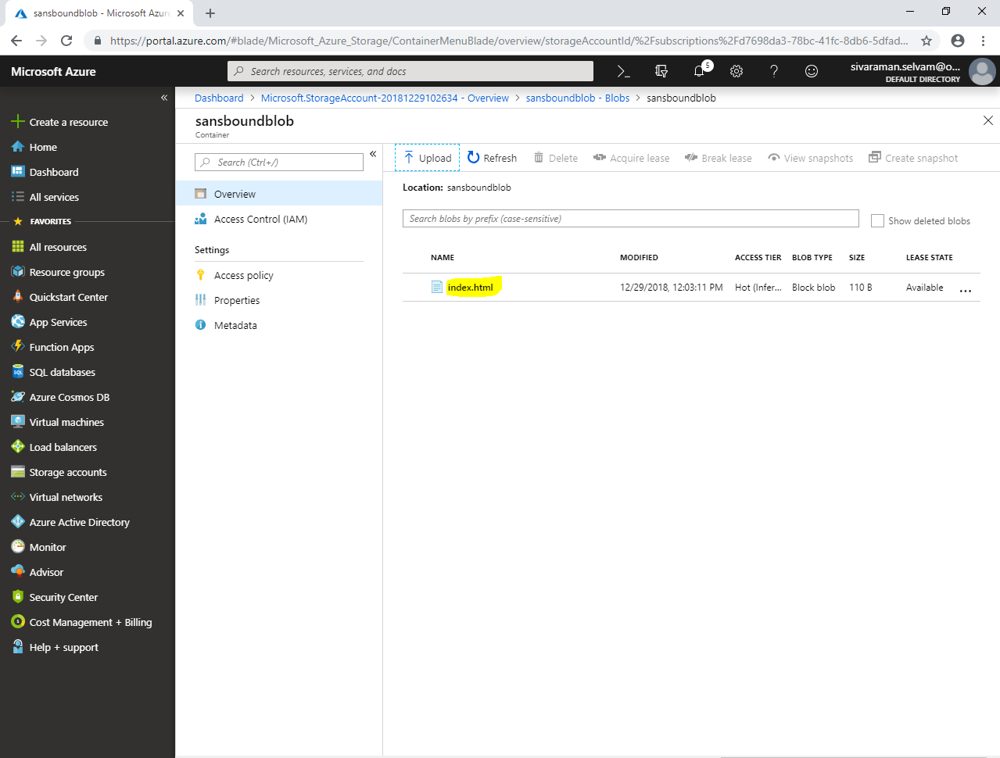 sansboundblob - Microsoft Azure
https://portal.azure.com/#blade/Microsoft_Azure_Storage/ContainerMenuBlade/overview/storageAccountId/%2Fsubscriptions%2Fd7698da3-78bc-41fc-8db6-5dfad...
Microsoft Azure
Search resources, services, and docs
5
sivaraman.selvam@o...
DEFAULT DIRECTORY
Dashboard > Microsoft.StorageAccount-20181229102634 - Overview > sansboundblob - Blobs > sansboundblob
sansboundblob
Container
Create a resource
Home
Dashboard
All services
FAVORITES
All resources
Resource groups
Quickstart Center
App Services
Function Apps
SQL databases
Azure Cosmos DB
Virtual machines
Load balancers
Storage accounts
Virtual networks
Azure Active Directory
Monitor
Advisor
Security Center
Cost Management + Billing
Help + support
Search (Ctrl+/)
Overview
Access Control (IAM)
Settings
Access policy
Properties
Metadata
Upload Refresh Delete Acquire lease Break lease View snapshots Create snapshot
Location: sansboundblob
Search blobs by prefix (case-sensitive)
Show deleted blobs
NAME MODIFIED ACCESS TIER BLOB TYPE SIZE LEASE STATE
index.html 12/29/2018, 12:03:11 PM Hot (Infer... Block blob 110 B Available ...